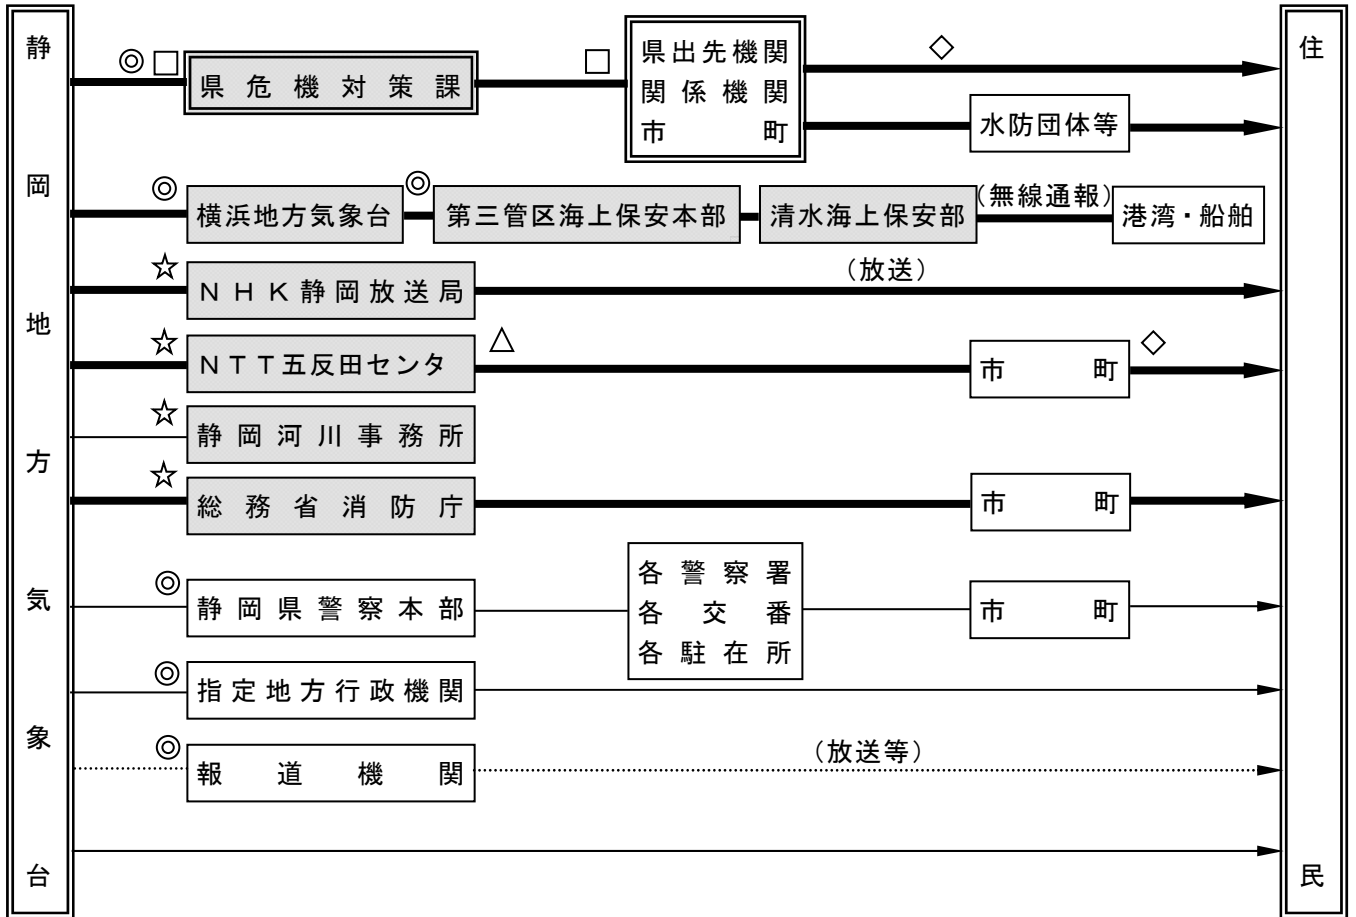 静岡地方気象台
◎ □
県危機対策課
□
県出先機関
関係機関
市町
◇
水防団体等
住民
◎
横浜地方気象台
◎
第三管区海上保安本部
清水海上保安部
(無線通報)
港湾・船舶
☆
ＮＨＫ静岡放送局
(放送)
☆
ＮＴＴ五反田センタ
△
市町
◇
☆
静岡河川事務所
☆
総務省消防庁
市町
◎
静岡県警察本部
各警察署
各交番
各駐在所
市町
◎
指定地方行政機関
◎
報道機関
(放送等)